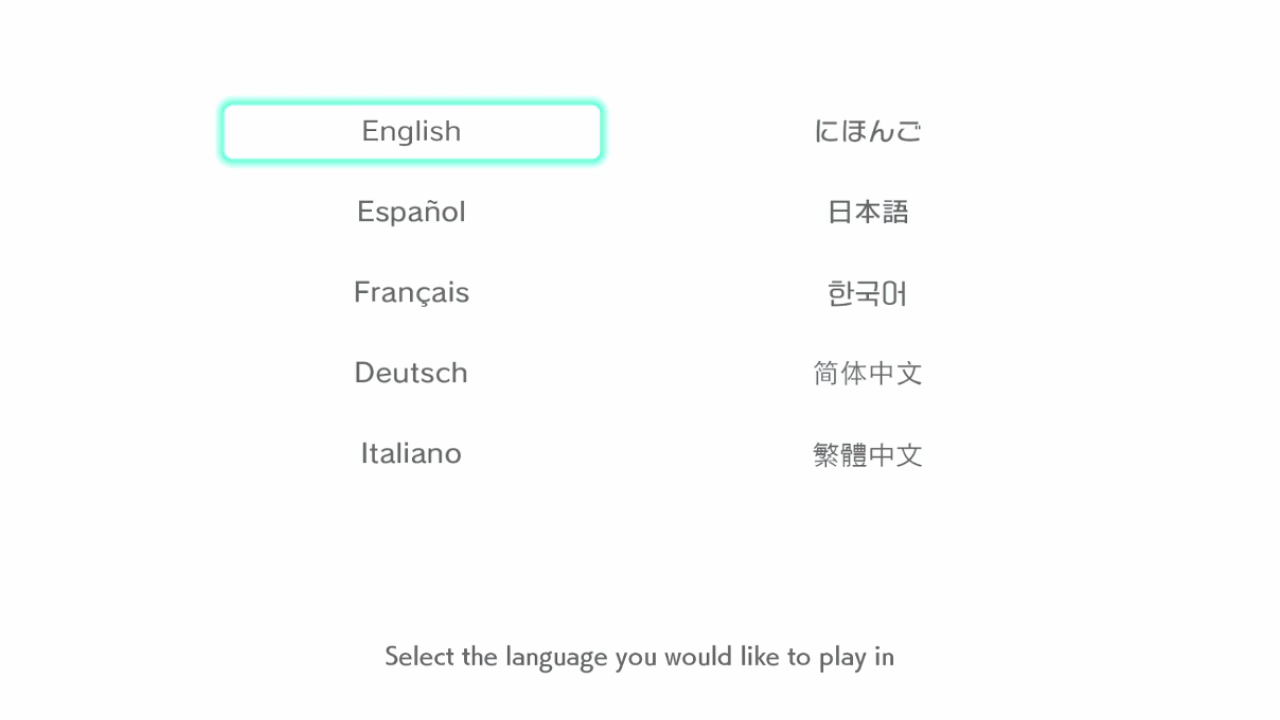 English
Español
Français
Deutsch
Italiano
にほんご
日本語
한국어
简体中文
繁體中文
Select the language you would like to play in